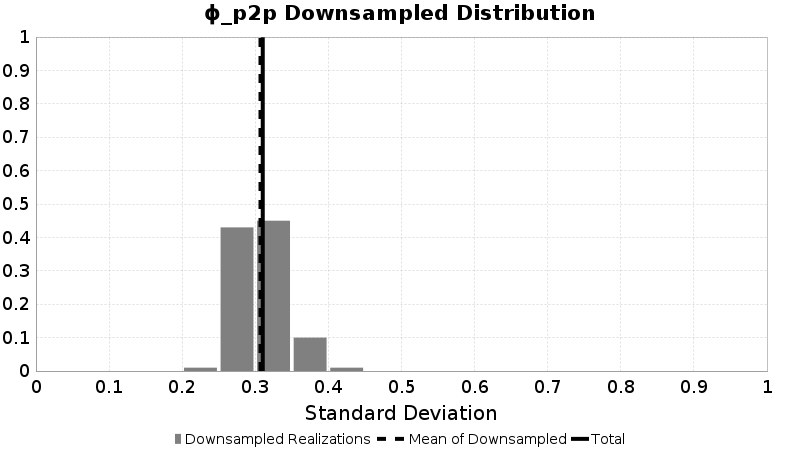 ϕ_p2p Downsampled Distribution
1
0.9
0.8
0.7
0.6
0.5
0.4
0.3
0.2
0.1
0
0 0.1 0.2 0.3 0.4 0.5 0.6 0.7 0.8 0.9 1
Standard Deviation
Downsampled Realizations Mean of Downsampled Total